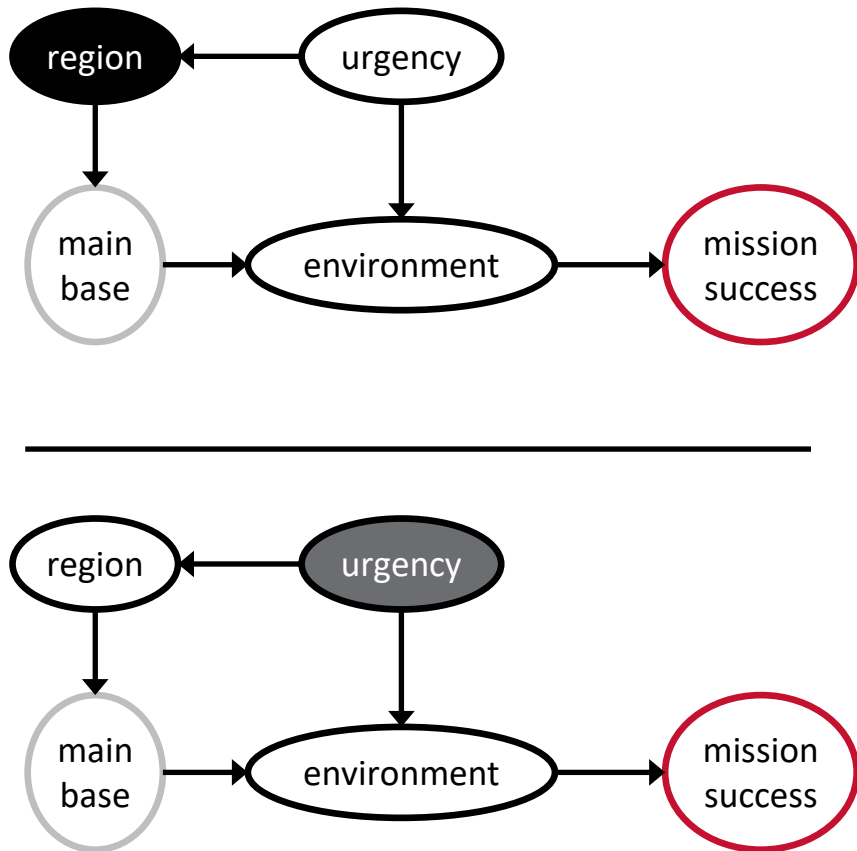 region
urgency
main
base
environment
mission
success
region
urgency
main
base
environment
mission
success